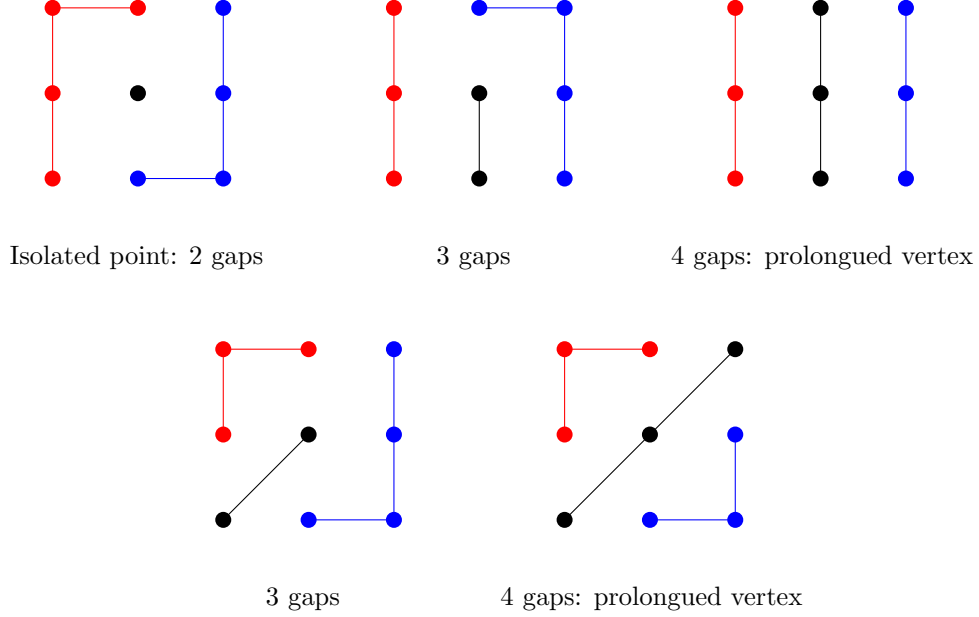 Isolated point: 2 gaps
3 gaps
4 gaps: prolongued vertex
3 gaps
4 gaps: prolongued vertex